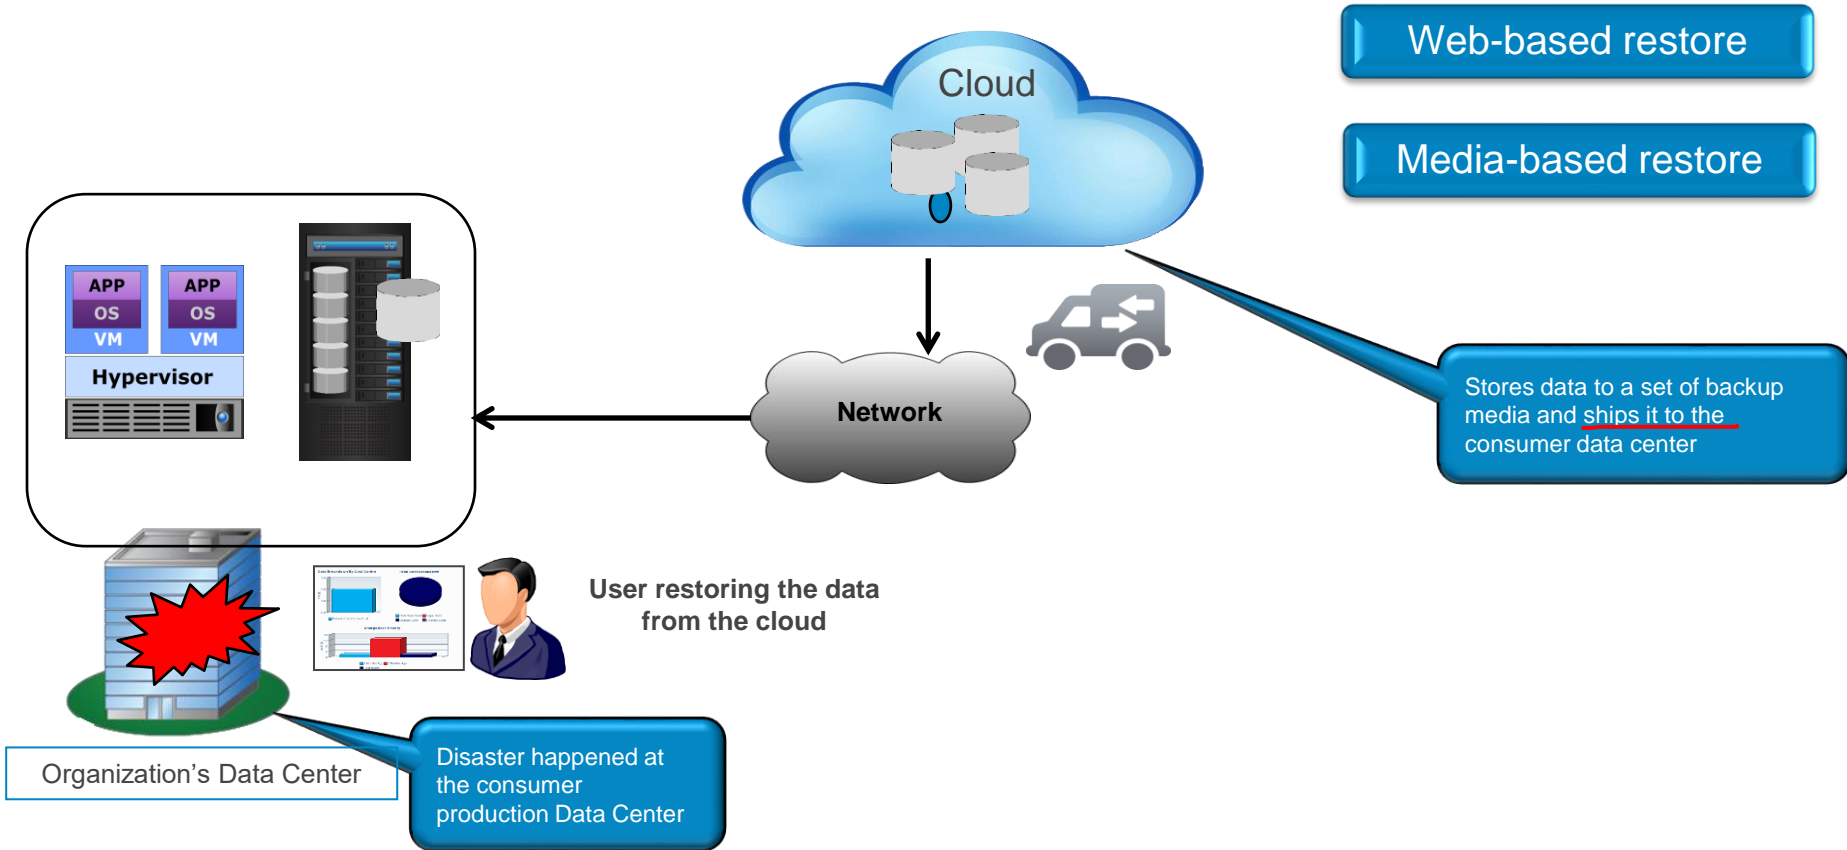 Web-based restore
Cloud
Media-based restore
APP
APP
OS
OS
VM
VM
Hypervisor
Network
Stores data to a set of backup
media and ships it to the
consumer data center
User restoring the data
from the cloud
Organization's Data Center
Disaster happened at
the consumer
production Data Center